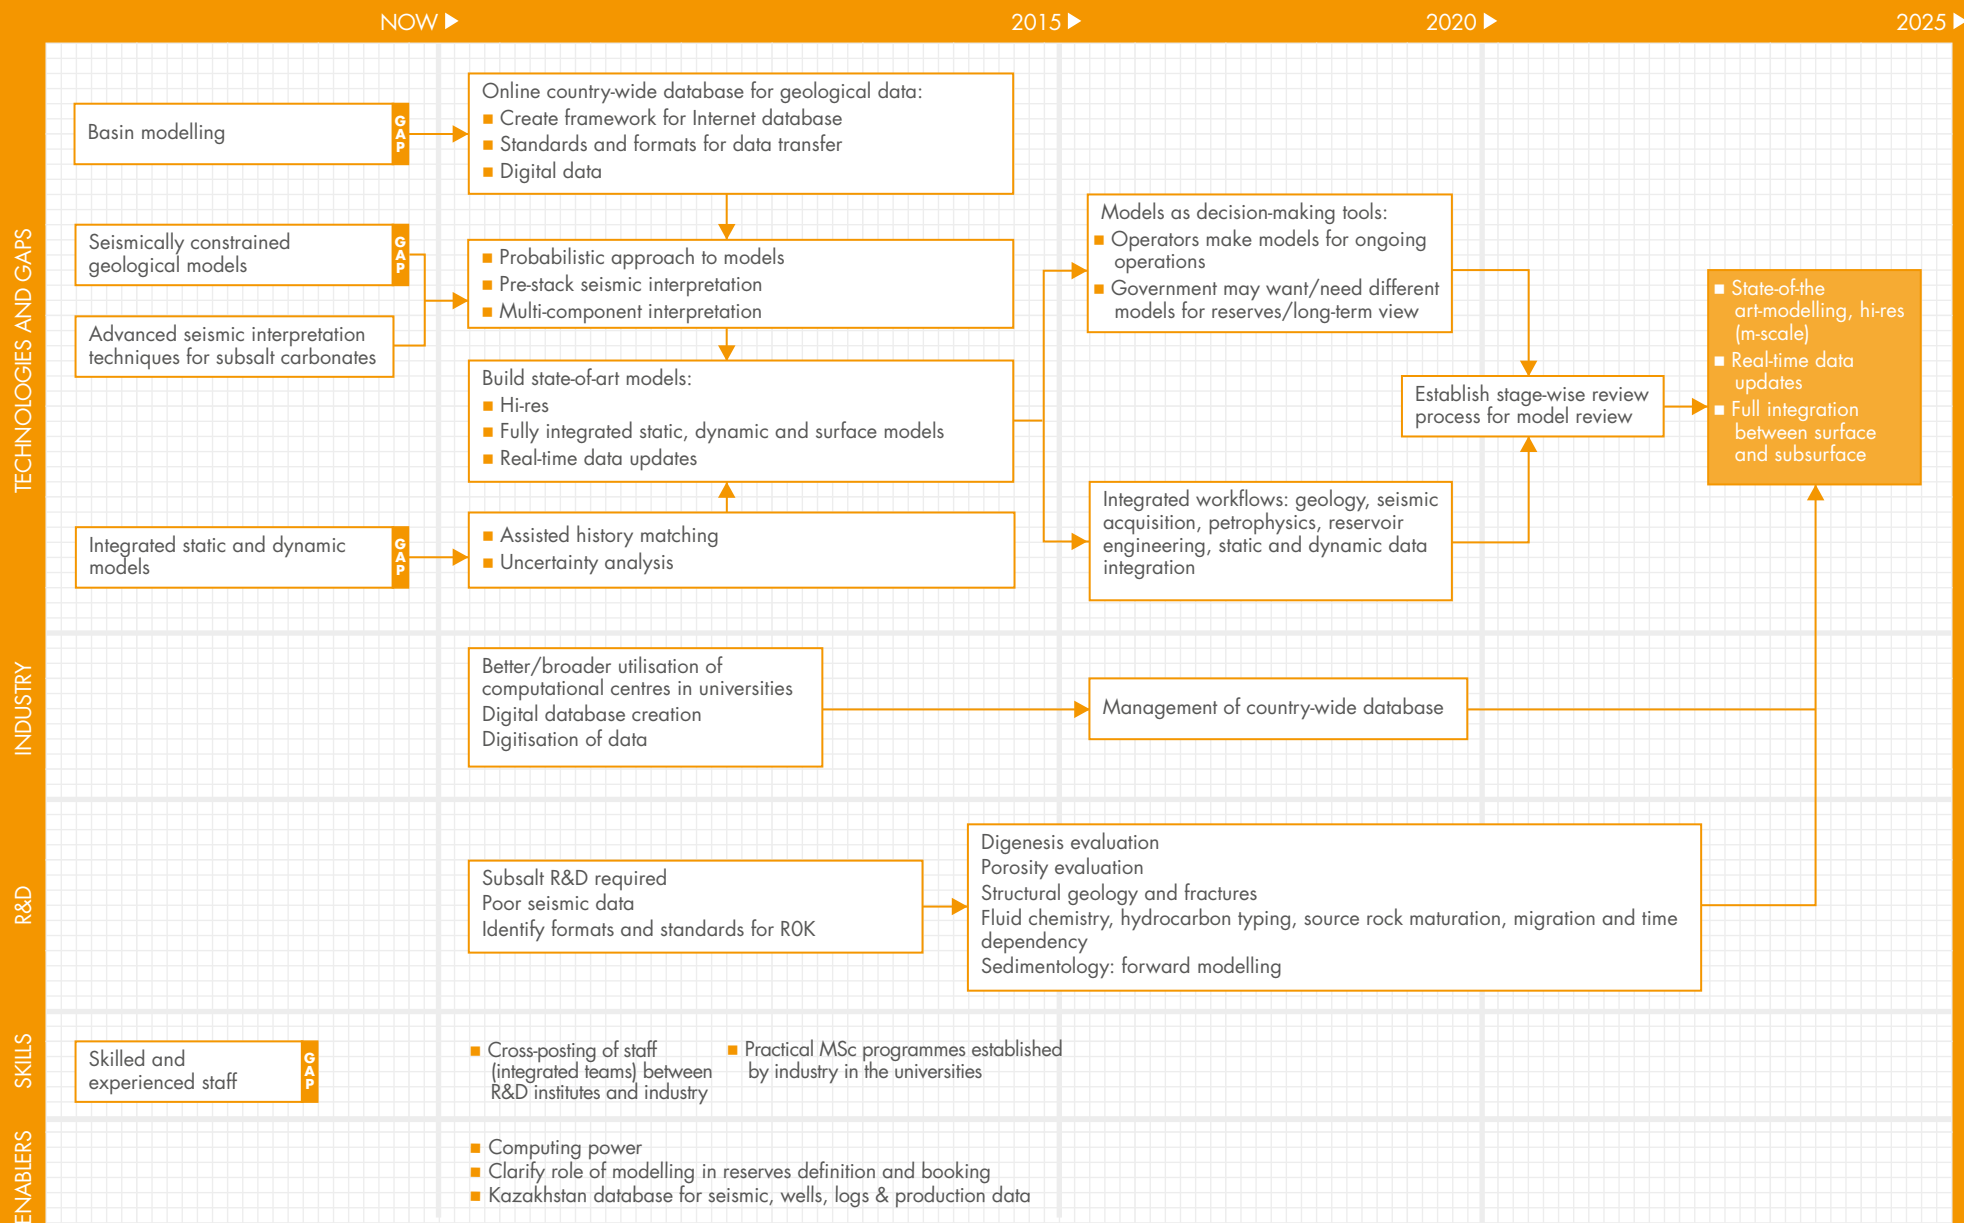 NOW
2015
2020
2025
TECHNOLOGIES AND GAPS
Basin modelling
GAP
Online country-wide database for geological data:
Create framework for Internet database
Standards and formats for data transfer
Digital data
Seismically constrained
geological models
GAP
Advanced seismic interpretation
techniques for subsalt carbonates
Probabilistic approach to models
Pre-stack seismic interpretation
Multi-component interpretation
Build state-of-art models:
Hi-res
Fully integrated static, dynamic and surface models
Real-time data updates
Integrated static and dynamic
models
GAP
Assisted history matching
Uncertainty analysis
Models as decision-making tools:
Operators make models for ongoing
operations
Government may want/need different
models for reserves/long-term view
Integrated workflows: geology, seismic
acquisition, petrophysics, reservoir
engineering, static and dynamic data
integration
Establish stage-wise review
process for model review
State-of-the
art-modelling, hi-res
(m-scale)
Real-time data
updates
Full integration
between surface
and subsurface
INDUSTRY
Better/broader utilisation of
computational centres in universities
Digital database creation
Digitisation of data
Management of country-wide database
R&D
Subsalt R&D required
Poor seismic data
Identify formats and standards for R0K
Digenesis evaluation
Porosity evaluation
Structural geology and fractures
Fluid chemistry, hydrocarbon typing, source rock maturation, migration and time
dependency
Sedimentology: forward modelling
SKILLS
Skilled and
experienced staff
GAP
Cross-posting of staff
(integrated teams) between
R&D institutes and industry
Practical MSc programmes established
by industry in the universities
ENABLERS
Computing power
Clarify role of modelling in reserves definition and booking
Kazakhstan database for seismic, wells, logs & production data